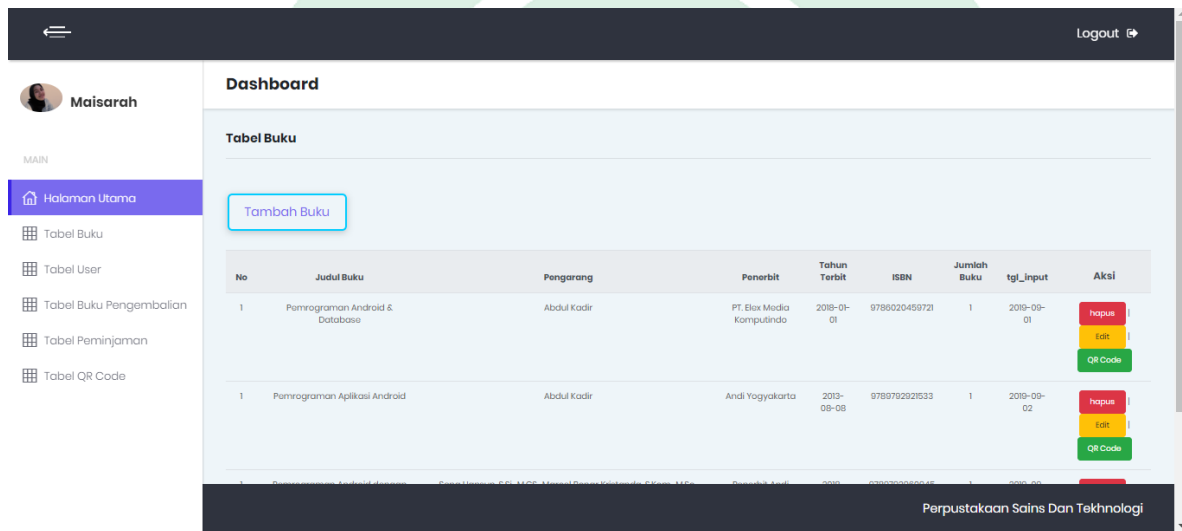 Logout
Maisarah
Dashboard
Tabel Buku
MAIN
Halaman Utama
Tabel Buku
Tabel User
Tabel Buku Pengembalian
Tabel Peminjaman
Tabel QR Code
Tambah Buku
No Judul Buku Pengarang Penerbit Tahun Terbit ISBN Jumlah Buku tgl_input Aksi
1 Pemrograman Android & Abdul Kadir PT. Elex Media 2018-01- 9786020459721 1 2019-09- hapus |
Database Komputindo 01 01 Edit |
QR Code
1 Pemrograman Aplikasi Android Abdul Kadir Andi Yogyakarta 2013- 9789792921533 1 2019-09- hapus |
08-08 02 Edit |
QR Code
Perpustakaan Sains Dan Tekhnologi